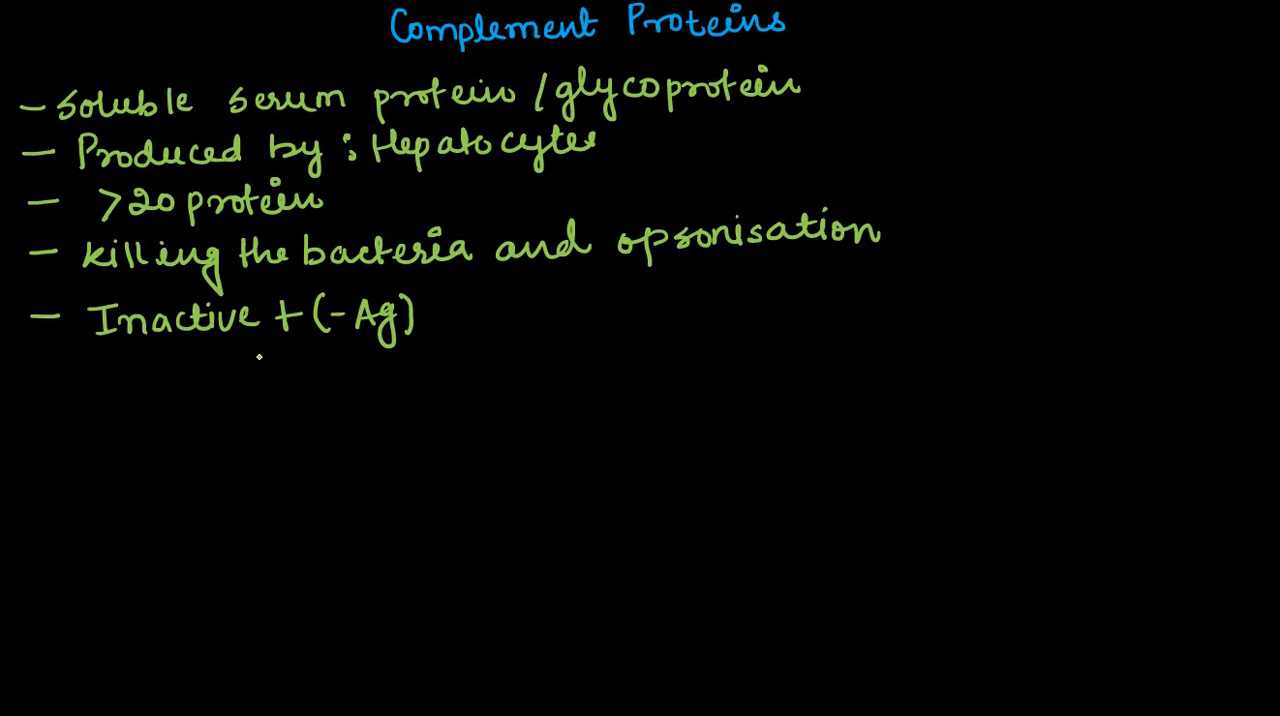 Complement Proteins
- Soluble serum protein / glycoprotein
- Produced by : Hepatocytes
- >20 protein
- killing the bacteria and opsonisation
- Inactive + (-Ag)